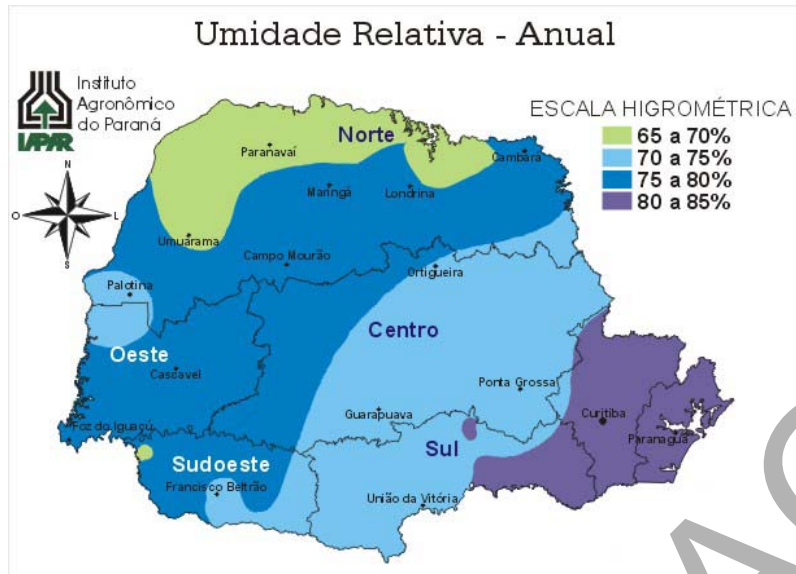 Umidade Relativa - Anual
Instituto
Agronômico
do Paraná
IAPAR
N
O
L
S
ESCALA HIGROMÉTRICA
65 a 70%
70 a 75%
75 a 80%
80 a 85%
Norte
Paranavaí
Cambará
Maringá
Londrina
Umuarama
Campo Mourão
Ortigueira
Palotina
Centro
Oeste
Cascavel
Ponta Grossa
Guarapuava
Curitiba
Foz do Iguaçú
Paranaguá
Sul
Sudoeste
Francisco Beltrão
União da Vitória